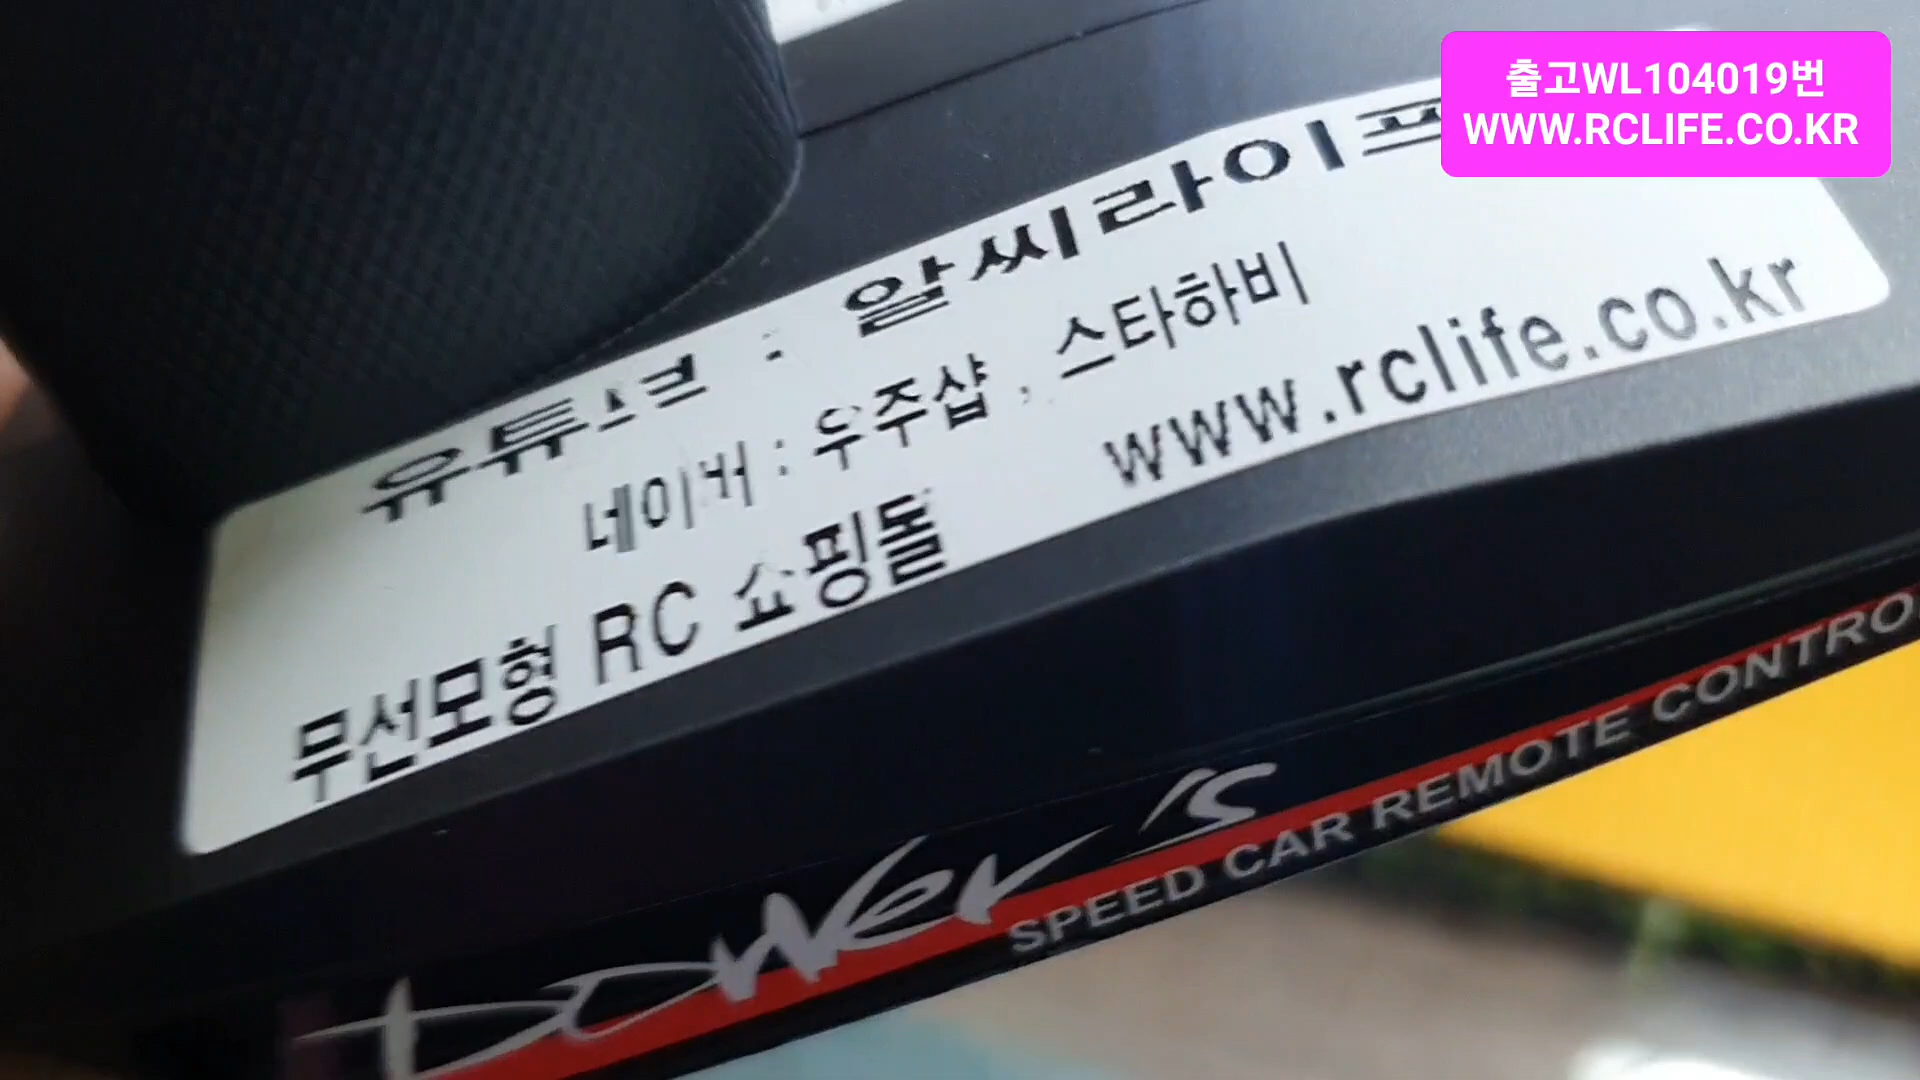 출고WL104019번
WWW.RCLIFE.CO.KR
유튜브 : 알씨라이프
네이버 : 우주샵 , 스타하비
무선모형 RC 쇼핑몰 www.rclife.co.kr
POWER'S
SPEED CAR REMOTE CONTRO